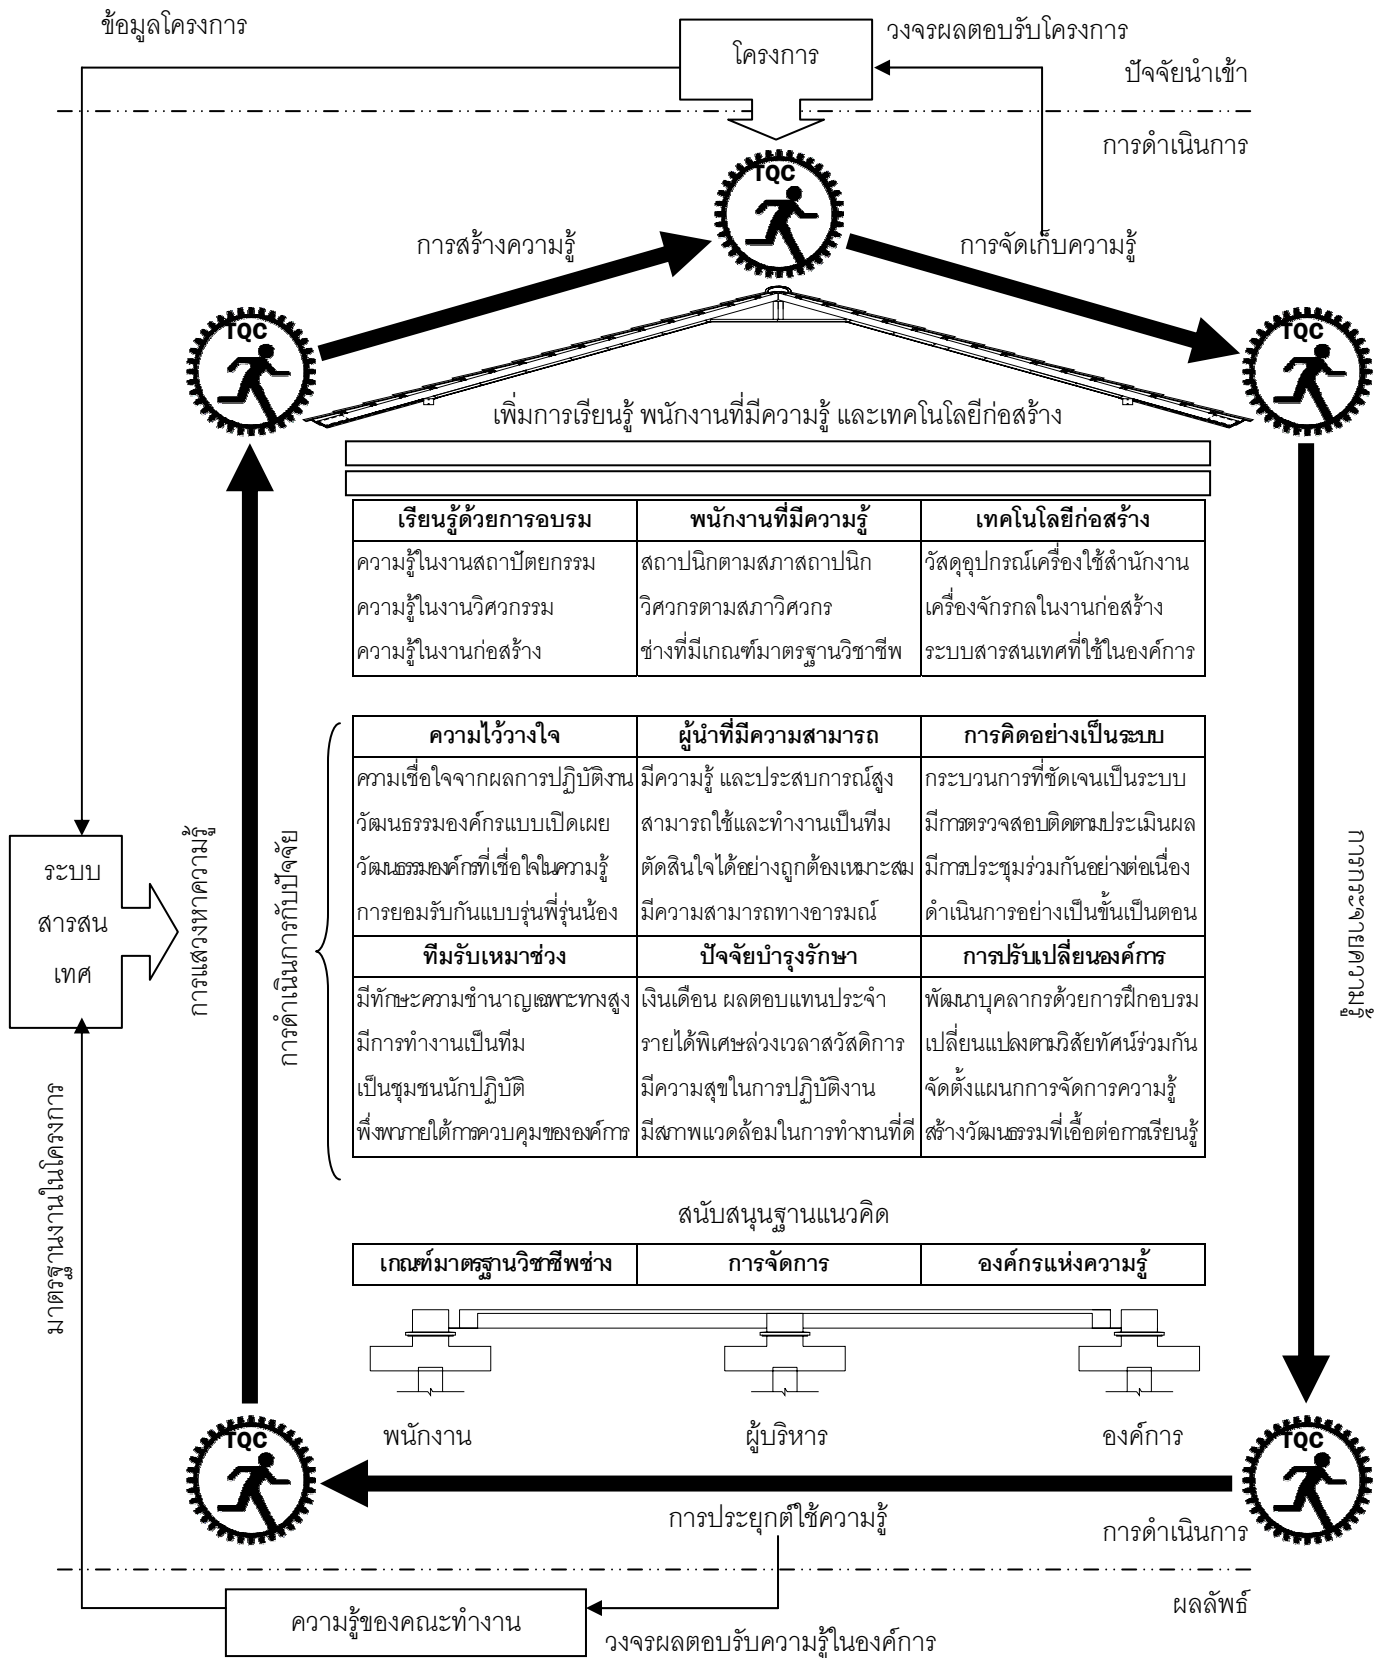 ข้อมูลโครงการ
โครงการ
วงจรผลตอบรับโครงการ
ปัจจัยนำเข้า
การดำเนินการ
TQC
การสร้างความรู้
การจัดเก็บความรู้
TQC
TQC
เพิ่มการเรียนรู้ พนักงานที่มีความรู้ และเทคโนโลยีก่อสร้าง
เรียนรู้ด้วยการอบรม
พนักงานที่มีความรู้
เทคโนโลยีก่อสร้าง
ความรู้ในงานสถาปัตยกรรม
สถาปนิกตามสภาสถาปนิก
วัสดุอุปกรณ์เครื่องใช้สำนักงาน
ความรู้ในงานวิศวกรรม
วิศวกรตามสภาวิศวกร
เครื่องจักรกลในงานก่อสร้าง
ความรู้ในงานก่อสร้าง
ช่างที่มีเกณฑ์มาตรฐานวิชาชีพ
ระบบสารสนเทศที่ใช้ในองค์การ
ความไว้วางใจ
ผู้นำที่มีความสามารถ
การคิดอย่างเป็นระบบ
ความเชื่อใจจากผลการปฏิบัติงาน
มีความรู้ และประสบการณ์สูง
กระบวนการที่ชัดเจนเป็นระบบ
วัฒนธรรมองค์กรแบบเปิดเผย
สามารถใช้และทำงานเป็นทีม
มีการตรวจสอบติดตามประเมินผล
วัฒนธรรมองค์กรที่เชื่อใจในความรู้
ตัดสินใจได้อย่างถูกต้องเหมาะสม
มีการประชุมร่วมกันอย่างต่อเนื่อง
การยอมรับกันแบบรุ่นพี่รุ่นน้อง
มีความสามารถทางอารมณ์
ดำเนินการอย่างเป็นขั้นเป็นตอน
ทีมรับเหมาช่วง
ปัจจัยบำรุงรักษา
การปรับเปลี่ยนองค์การ
มีทักษะความชำนาญเฉพาะทางสูง
เงินเดือน ผลตอบแทนประจำ
พัฒนาบุคลากรด้วยการฝึกอบรม
มีการทำงานเป็นทีม
รายได้พิเศษล่วงเวลาสวัสดิการ
เปลี่ยนแปลงตามวิสัยทัศน์ร่วมกัน
เป็นชุมชนนักปฏิบัติ
มีความสุขในการปฏิบัติงาน
จัดตั้งแผนกการจัดการความรู้
พึ่งพาภายใต้การควบคุมขององค์การ
มีสภาพแวดล้อมในการทำงานที่ดี
สร้างวัฒนธรรมที่เอื้อต่อการเรียนรู้
ระบบ
สารสน
เทศ
การแสวงหาความรู้
การดำเนินการกับปัจจัย
การกระจายความรู้
มาตรฐานงานในโครงการ
สนับสนุนฐานแนวคิด
เกณฑ์มาตรฐานวิชาชีพช่าง
การจัดการ
องค์กรแห่งความรู้
พนักงาน
ผู้บริหาร
องค์การ
TQC
TQC
การประยุกต์ใช้ความรู้
การดำเนินการ
ผลลัพธ์
ความรู้ของคณะทำงาน
วงจรผลตอบรับความรู้ในองค์การ